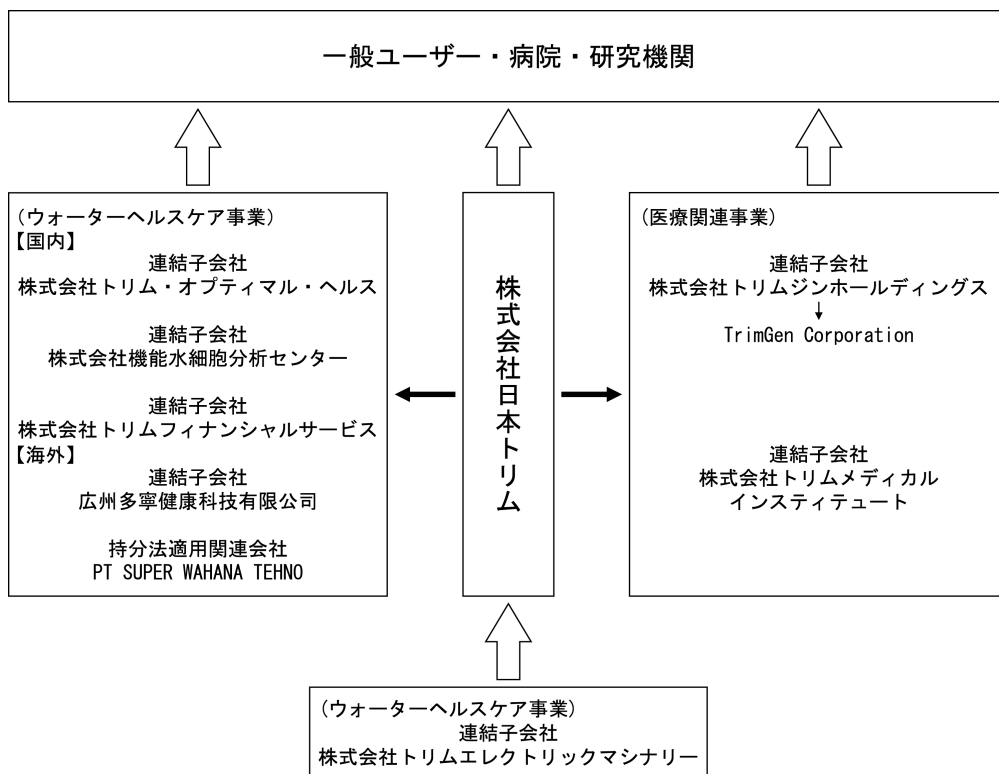 一般ユーザー・病院・研究機関
（ウォーターヘルスケア事業）
【国内】
連結子会社
株式会社トリム・オプティマル・ヘルス
連結子会社
株式会社機能水細胞分析センター
連結子会社
株式会社トリムフィナンシャルサービス
【海外】
連結子会社
広州多寧健康科技有限公司
持分法適用関連会社
PT SUPER WAHANA TEHNO
株式会社日本トリム
（医療関連事業）
連結子会社
株式会社トリムジンホールディングス
TrimGen Corporation
連結子会社
株式会社トリムメディカル
インスティテュート
（ウォーターヘルスケア事業）
連結子会社
株式会社トリムエレクトリックマシナリー